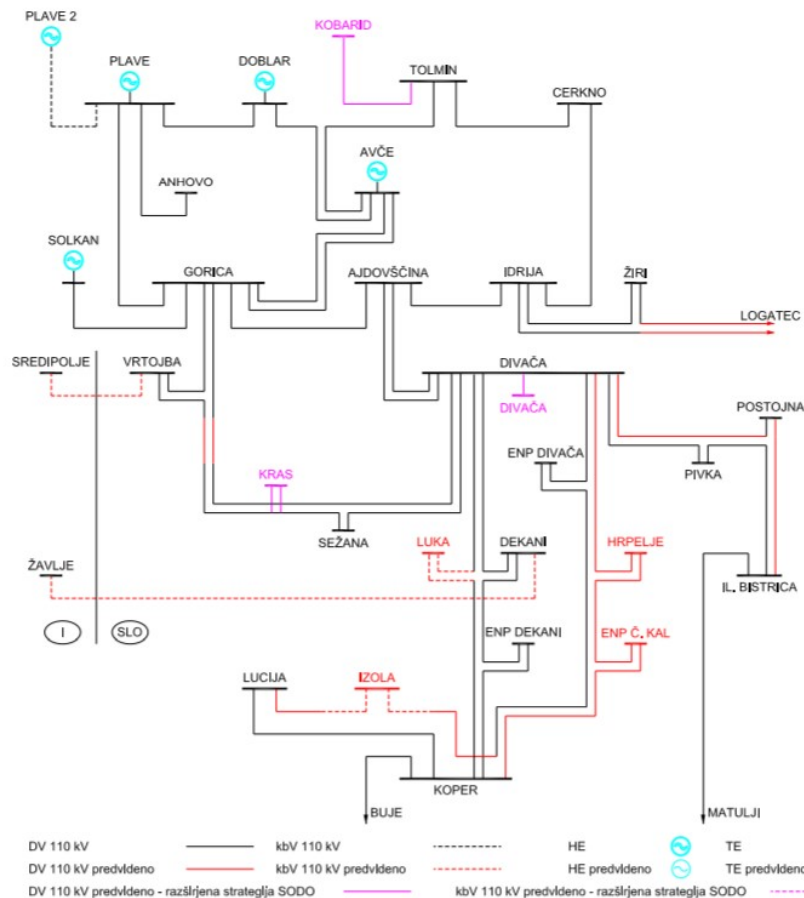 PLAVE 2
PLAVE
DOBLAR
KOBARID
TOLMIN
CERKNO
AVČE
ANHOVO
SOLKAN
GORICA
AJDOVŠČINA
IDRIJA
ŽIRI
LOGATEC
SREDIPOLJE
VRTOJBA
DIVAČA
DIVAČA
POSTOJNA
ENP DIVAČA
PIVKA
KRAS
SEŽANA
LUKA
DEKANI
HRPELJE
ŽAVLJE
IL. BISTRICA
I
SLO
ENP DEKANI
ENP Č. KAL
LUCIJA
IZOLA
KOPER
BUJE
MATULJI
DV 110 kV kbV 110 kV HE TE
DV 110 kV predvideno kbV 110 kV predvideno HE predvideno TE predvideno
DV 110 kV predvideno - razširjena strategija SODO kbV 110 kV predvideno - razširjena strategija SODO